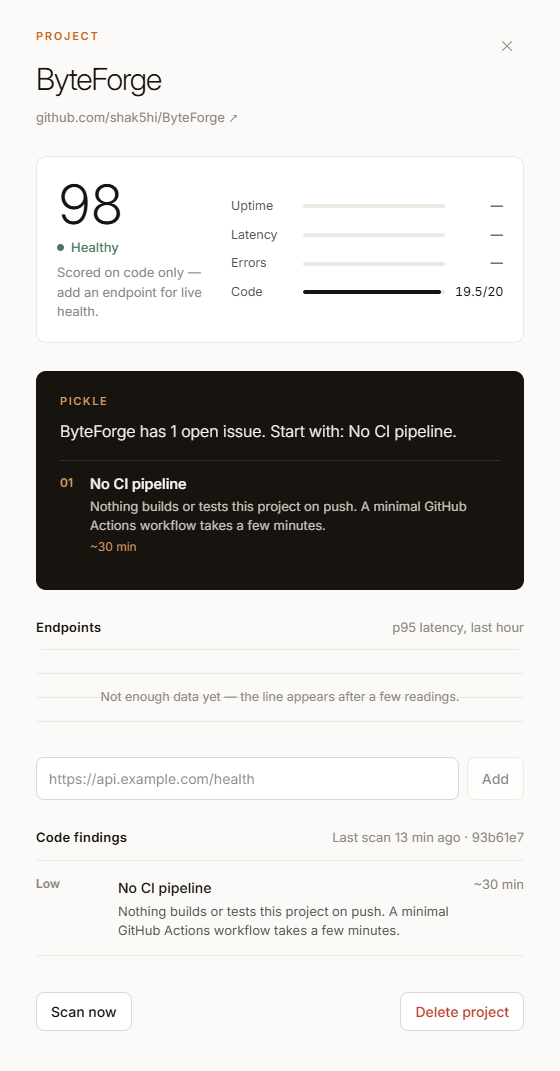 PROJECT
ByteForge
github.com/shak5hi/ByteForge ↗
98
Healthy
Scored on code only —
add an endpoint for live
health.
Uptime —
Latency —
Errors —
Code 19.5/20
PICKLE
ByteForge has 1 open issue. Start with: No CI pipeline.
01 No CI pipeline
Nothing builds or tests this project on push. A minimal GitHub
Actions workflow takes a few minutes.
~30 min
Endpoints p95 latency, last hour
Not enough data yet — the line appears after a few readings.
https://api.example.com/health Add
Code findings Last scan 13 min ago · 93b61e7
Low No CI pipeline ~30 min
Nothing builds or tests this project on push. A minimal
GitHub Actions workflow takes a few minutes.
Scan now Delete project